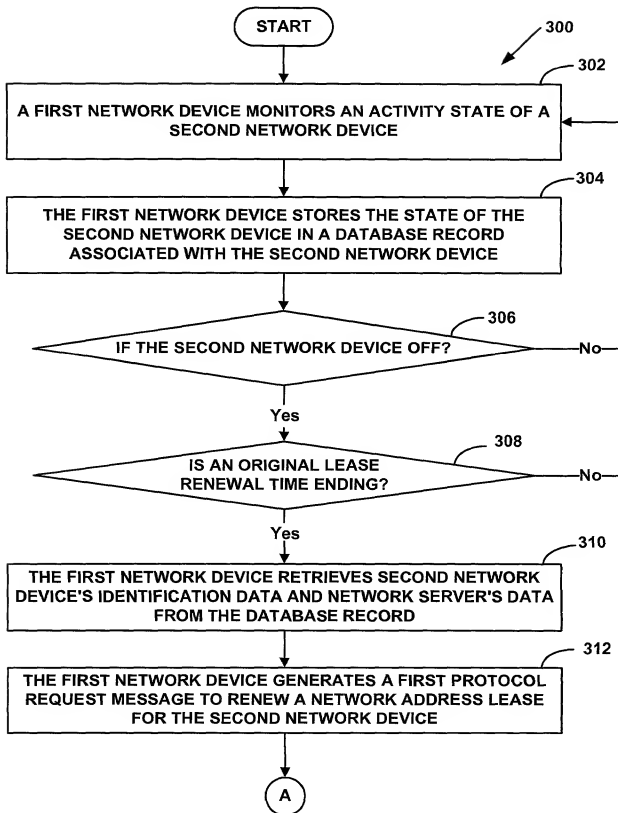 START
300
302
A FIRST NETWORK DEVICE MONITORS AN ACTIVITY STATE OF A
SECOND NETWORK DEVICE
304
THE FIRST NETWORK DEVICE STORES THE STATE OF THE
SECOND NETWORK DEVICE IN A DATABASE RECORD
ASSOCIATED WITH THE SECOND NETWORK DEVICE
306
IF THE SECOND NETWORK DEVICE OFF?
No
Yes
308
IS AN ORIGINAL LEASE
RENEWAL TIME ENDING?
No
Yes
310
THE FIRST NETWORK DEVICE RETRIEVES SECOND NETWORK
DEVICE'S IDENTIFICATION DATA AND NETWORK SERVER'S DATA
FROM THE DATABASE RECORD
312
THE FIRST NETWORK DEVICE GENERATES A FIRST PROTOCOL
REQUEST MESSAGE TO RENEW A NETWORK ADDRESS LEASE
FOR THE SECOND NETWORK DEVICE
A